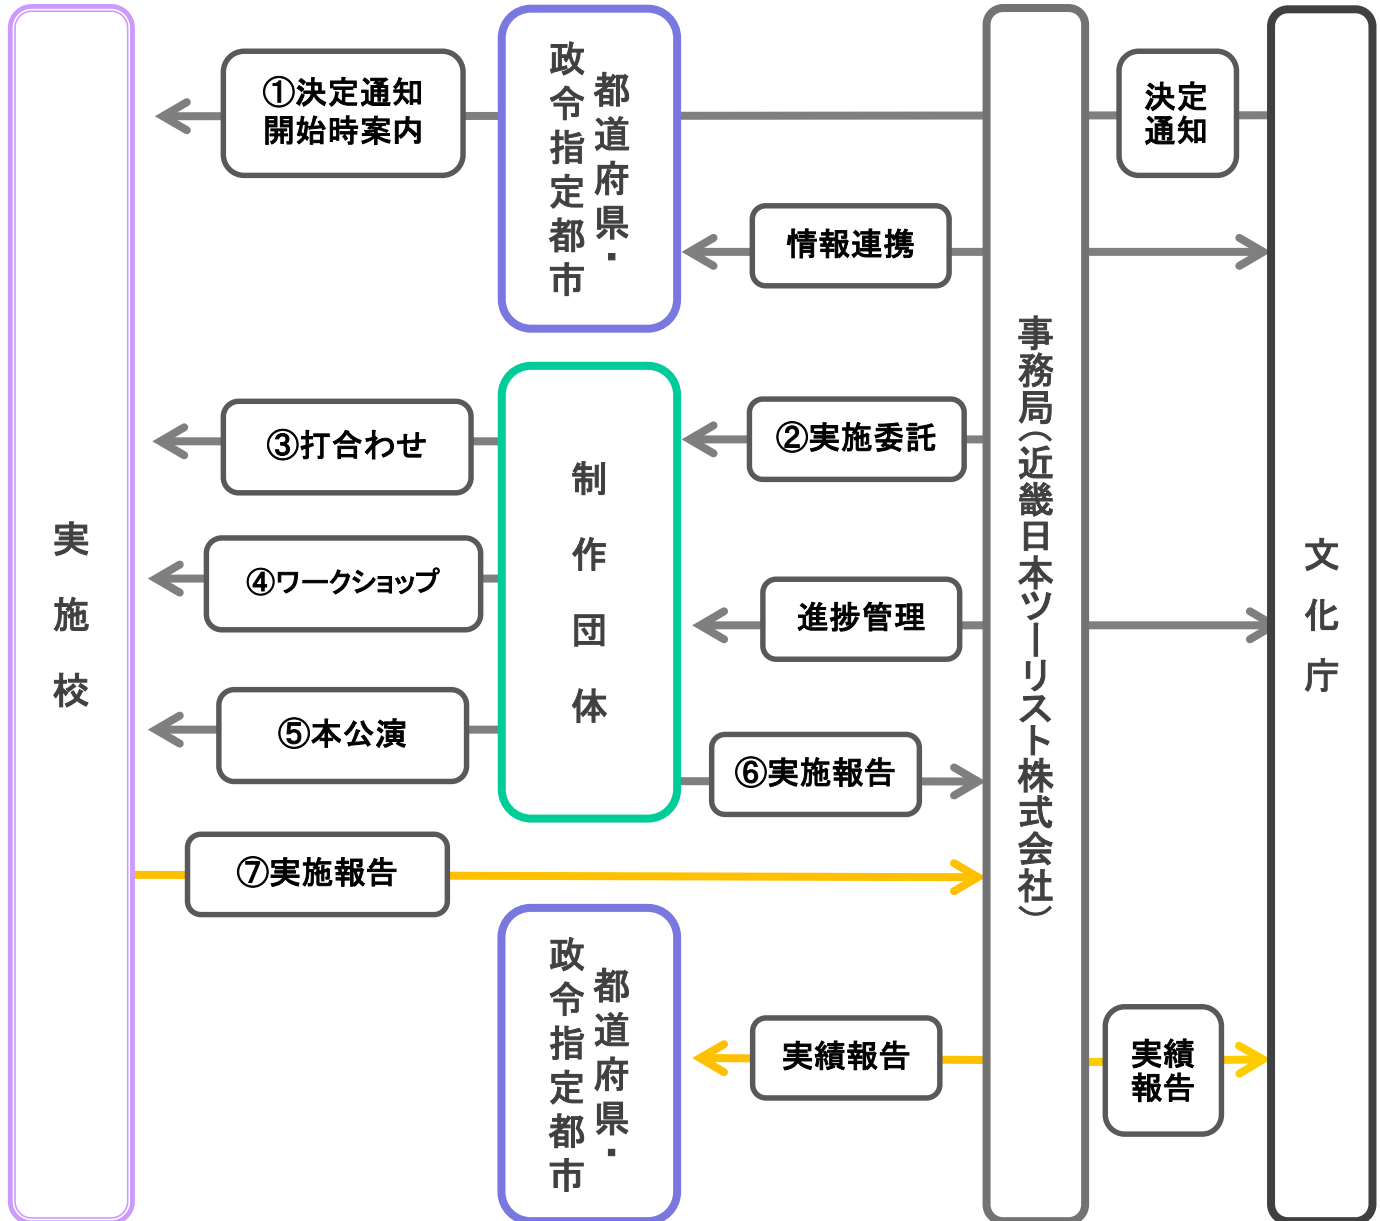 ①決定通知
開始時案内
都道府県・
政令指定都市
決定
通知
情報連携
事務局(近畿日本ツーリスト株式会社)
文化庁
実施校
制作団体
②実施委託
③打合わせ
④ワークショップ
進捗管理
⑤本公演
⑥実施報告
⑦実施報告
都道府県・
政令指定都市
実績報告
実績
報告